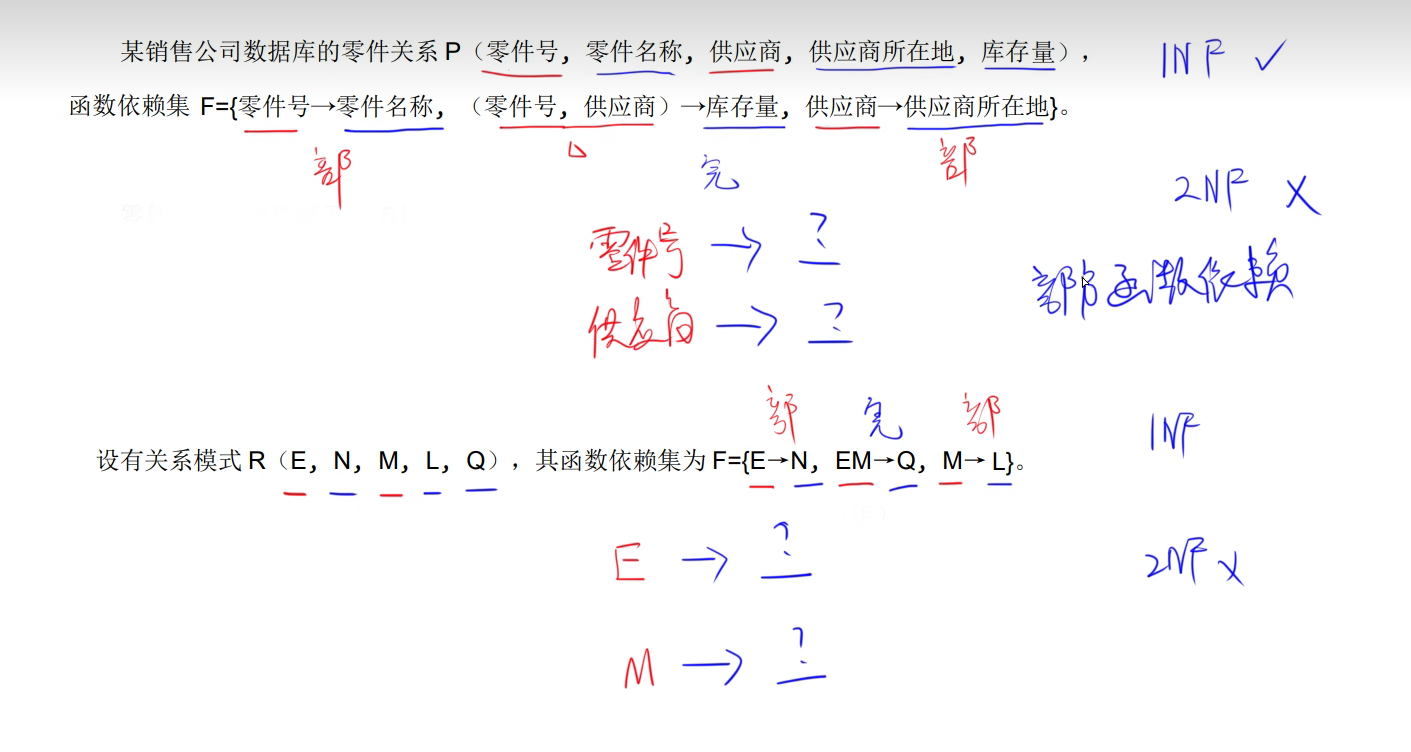 某销售公司数据库的零件关系 P（零件号，零件名称，供应商，供应商所在地，库存量），
1NF ✓
函数依赖集 F={零件号→零件名称，（零件号，供应商）→库存量，供应商→供应商所在地}。
部 完 部
2NF ×
零件号 → ?
部分函数依赖
供应商 → ?
部 完 部
1NF
设有关系模式 R（E，N，M，L，Q），其函数依赖集为 F={E→N，EM→Q，M→L}。
E → ?
2NF ×
M → ?